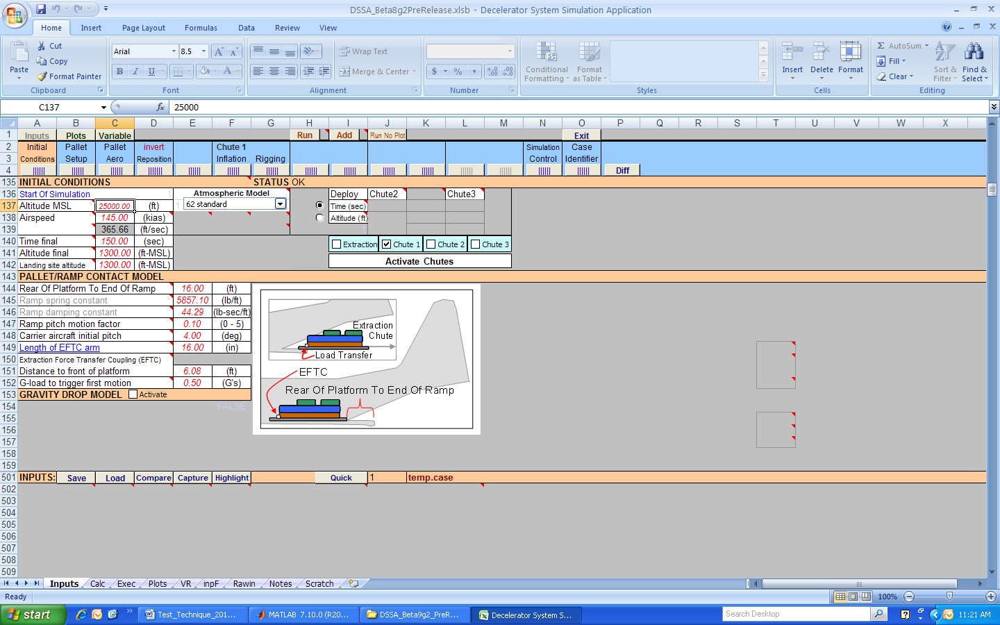 DSSA_Beta8g2PreRelease.xlsb - Decelerator System Simulation Application
Home Insert Page Layout Formulas Data Review View
Paste Cut Copy Format Painter
Arial 8.5 A A
B I U A
Wrap Text
Merge & Center
$ % ,
Conditional Formatting Format as Table
Insert Delete Format
Σ AutoSum Fill Clear
Sort & Filter Find & Select
Clipboard Font Alignment Number Styles Cells Editing
C137 fx 25000
A B C D E F G H I J K L M N O P Q R S T U V W X
1 Inputs Plots Variable Run Add Run No Plot Exit
2 Initial Pallet Pallet invert Chute 1 Simulation Case
3 Conditions Setup Aero Reposition Inflation Rigging Control Identifier
4 Diff
135 INITIAL CONDITIONS STATUS OK
136 Start Of Simulation 1 Atmospheric Model Deploy Chute2 Chute3
137 Altitude MSL 25000.00 (ft) 1 62 standard Time (sec)
138 Airspeed 145.00 (kias) Altitude (ft)
139 365.66 (ft/sec) 1
140 Time final 150.00 (sec) Extraction Chute 1 Chute 2 Chute 3
141 Altitude final 1300.00 (ft-MSL) Activate Chutes
142 Landing site altitude 1300.00 (ft-MSL)
143 PALLET/RAMP CONTACT MODEL
144 Rear Of Platform To End Of Ramp 16.00 (ft)
145 Ramp spring constant 5857.10 (lb/ft)
146 Ramp damping constant 44.29 (lb-sec/ft)
147 Ramp pitch motion factor 0.10 (0 - 5)
148 Carrier aircraft initial pitch 4.00 (deg)
149 Length of EFTC arm 16.00 (in)
150 Extraction Force Transfer Coupling (EFTC)
151 Distance to front of platform 6.08 (ft)
152 G-load to trigger first motion 0.50 (G's)
153 GRAVITY DROP MODEL Activate
154 FALSE
155
156
157
158
159
Extraction
Chute
Load Transfer
EFTC
Rear Of Platform To End Of Ramp
501 INPUTS: Save Load Compare Capture Highlight Quick 1 temp.case
502
503
504
505
506
507
508
509
Inputs Calc Exec Plots VR inpF Rawin Notes Scratch
Ready 100%
start Test_Technique_201... MATLAB 7.10.0 (R20... DSSA_Beta9g2_PreR... Decelerator System S... Search Desktop 11:21 AM